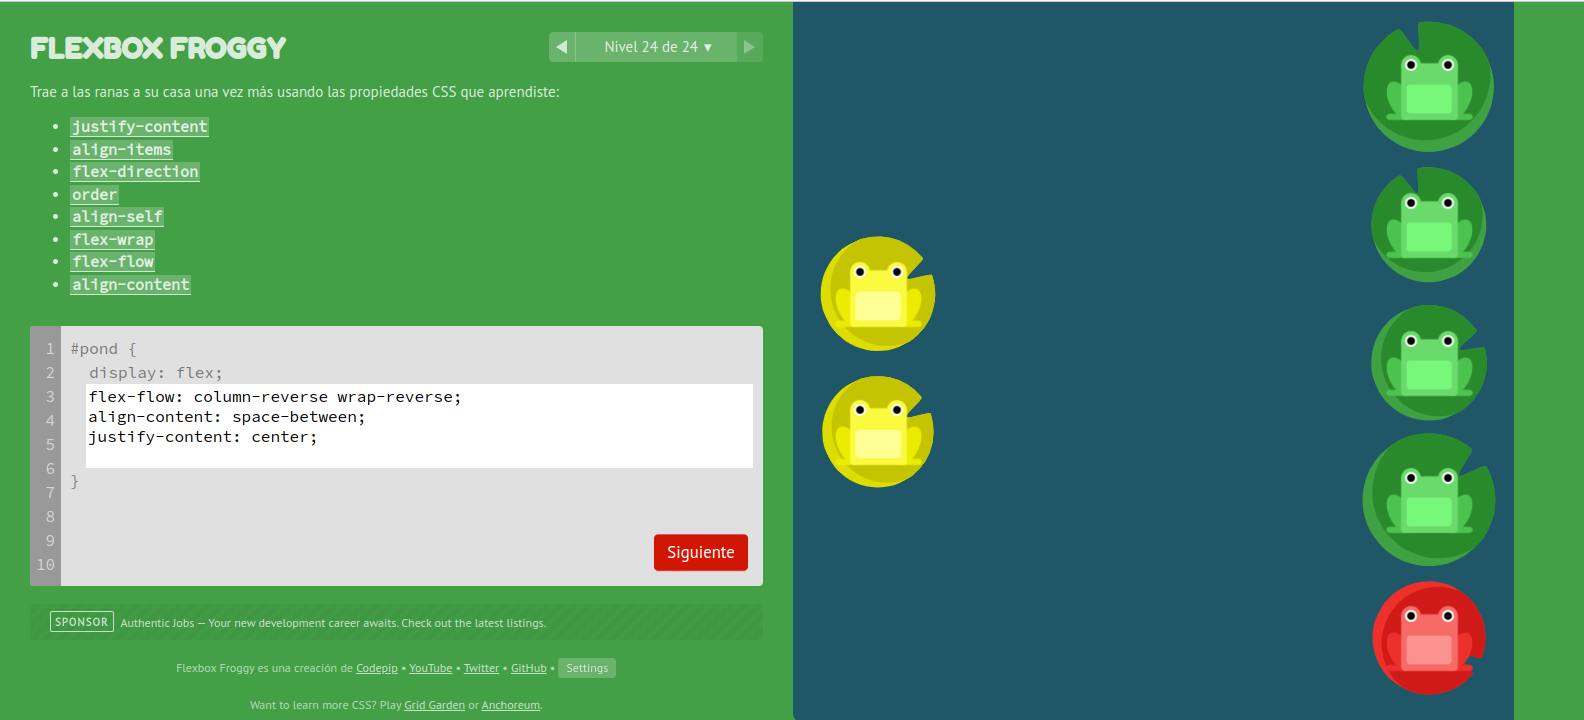 FLEXBOX FROGGY
◀ Nivel 24 de 24 ▼ ▶
Trae a las ranas a su casa una vez más usando las propiedades CSS que aprendiste:
• justify-content
• align-items
• flex-direction
• order
• align-self
• flex-wrap
• flex-flow
• align-content
1 #pond {
2 display: flex;
3 flex-flow: column-reverse wrap-reverse;
4 align-content: space-between;
5 justify-content: center;
6 }
7
8
9
10
Siguiente
SPONSOR Authentic Jobs — Your new development career awaits. Check out the latest listings.
Flexbox Froggy es una creación de Codepip • YouTube • Twitter • GitHub • Settings
Want to learn more CSS? Play Grid Garden or Anchoreum.